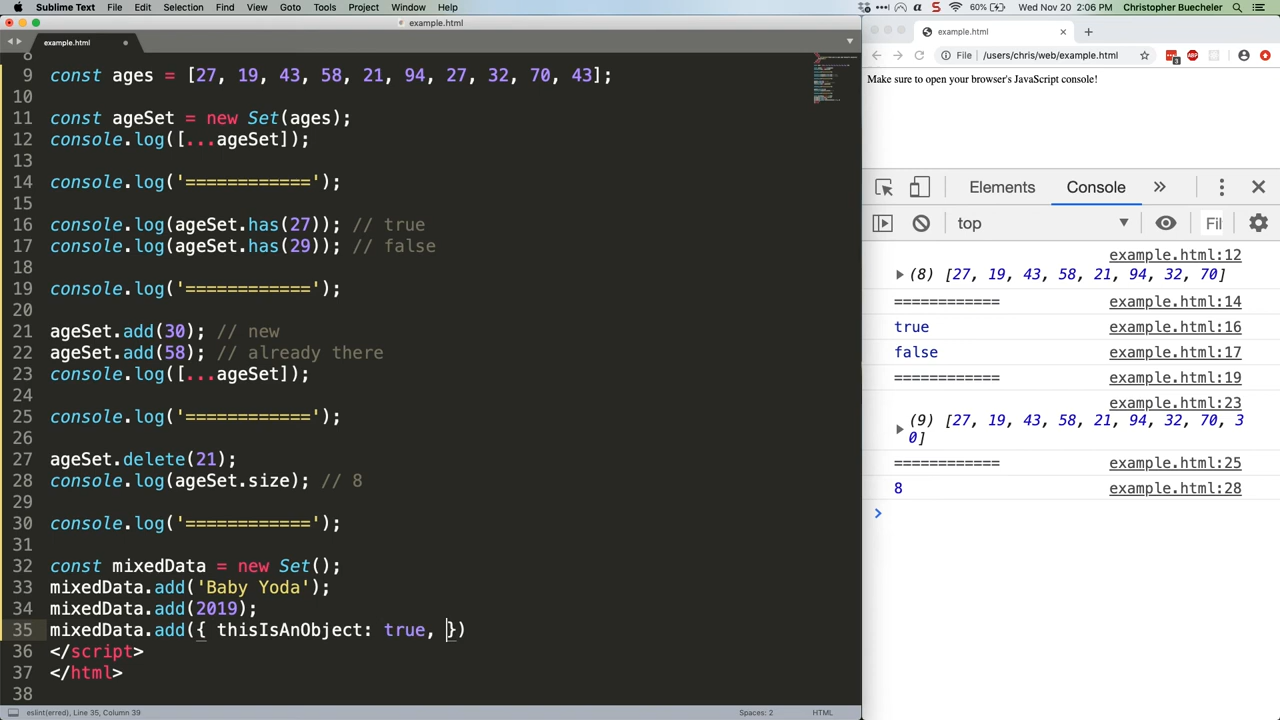 Sublime Text File Edit Selection Find View Goto Tools Project Window Help 60% Wed Nov 20 2:06 PM Christopher Buecheler
example.html
example.html
9 const ages = [27, 19, 43, 58, 21, 94, 27, 32, 70, 43];
10
11 const ageSet = new Set(ages);
12 console.log([...ageSet]);
13
14 console.log('============');
15
16 console.log(ageSet.has(27)); // true
17 console.log(ageSet.has(29)); // false
18
19 console.log('============');
20
21 ageSet.add(30); // new
22 ageSet.add(58); // already there
23 console.log([...ageSet]);
24
25 console.log('============');
26
27 ageSet.delete(21);
28 console.log(ageSet.size); // 8
29
30 console.log('============');
31
32 const mixedData = new Set();
33 mixedData.add('Baby Yoda');
34 mixedData.add(2019);
35 mixedData.add({ thisIsAnObject: true, })
36 </script>
37 </html>
38
eslint(erred), Line 35, Column 39 Spaces: 2 HTML
example.html
File /users/chris/web/example.html
Make sure to open your browser's JavaScript console!
Elements Console
top Fil
example.html:12
(8) [27, 19, 43, 58, 21, 94, 32, 70]
============ example.html:14
true example.html:16
false example.html:17
============ example.html:19
example.html:23
(9) [27, 19, 43, 58, 21, 94, 32, 70, 3
0]
============ example.html:25
8 example.html:28